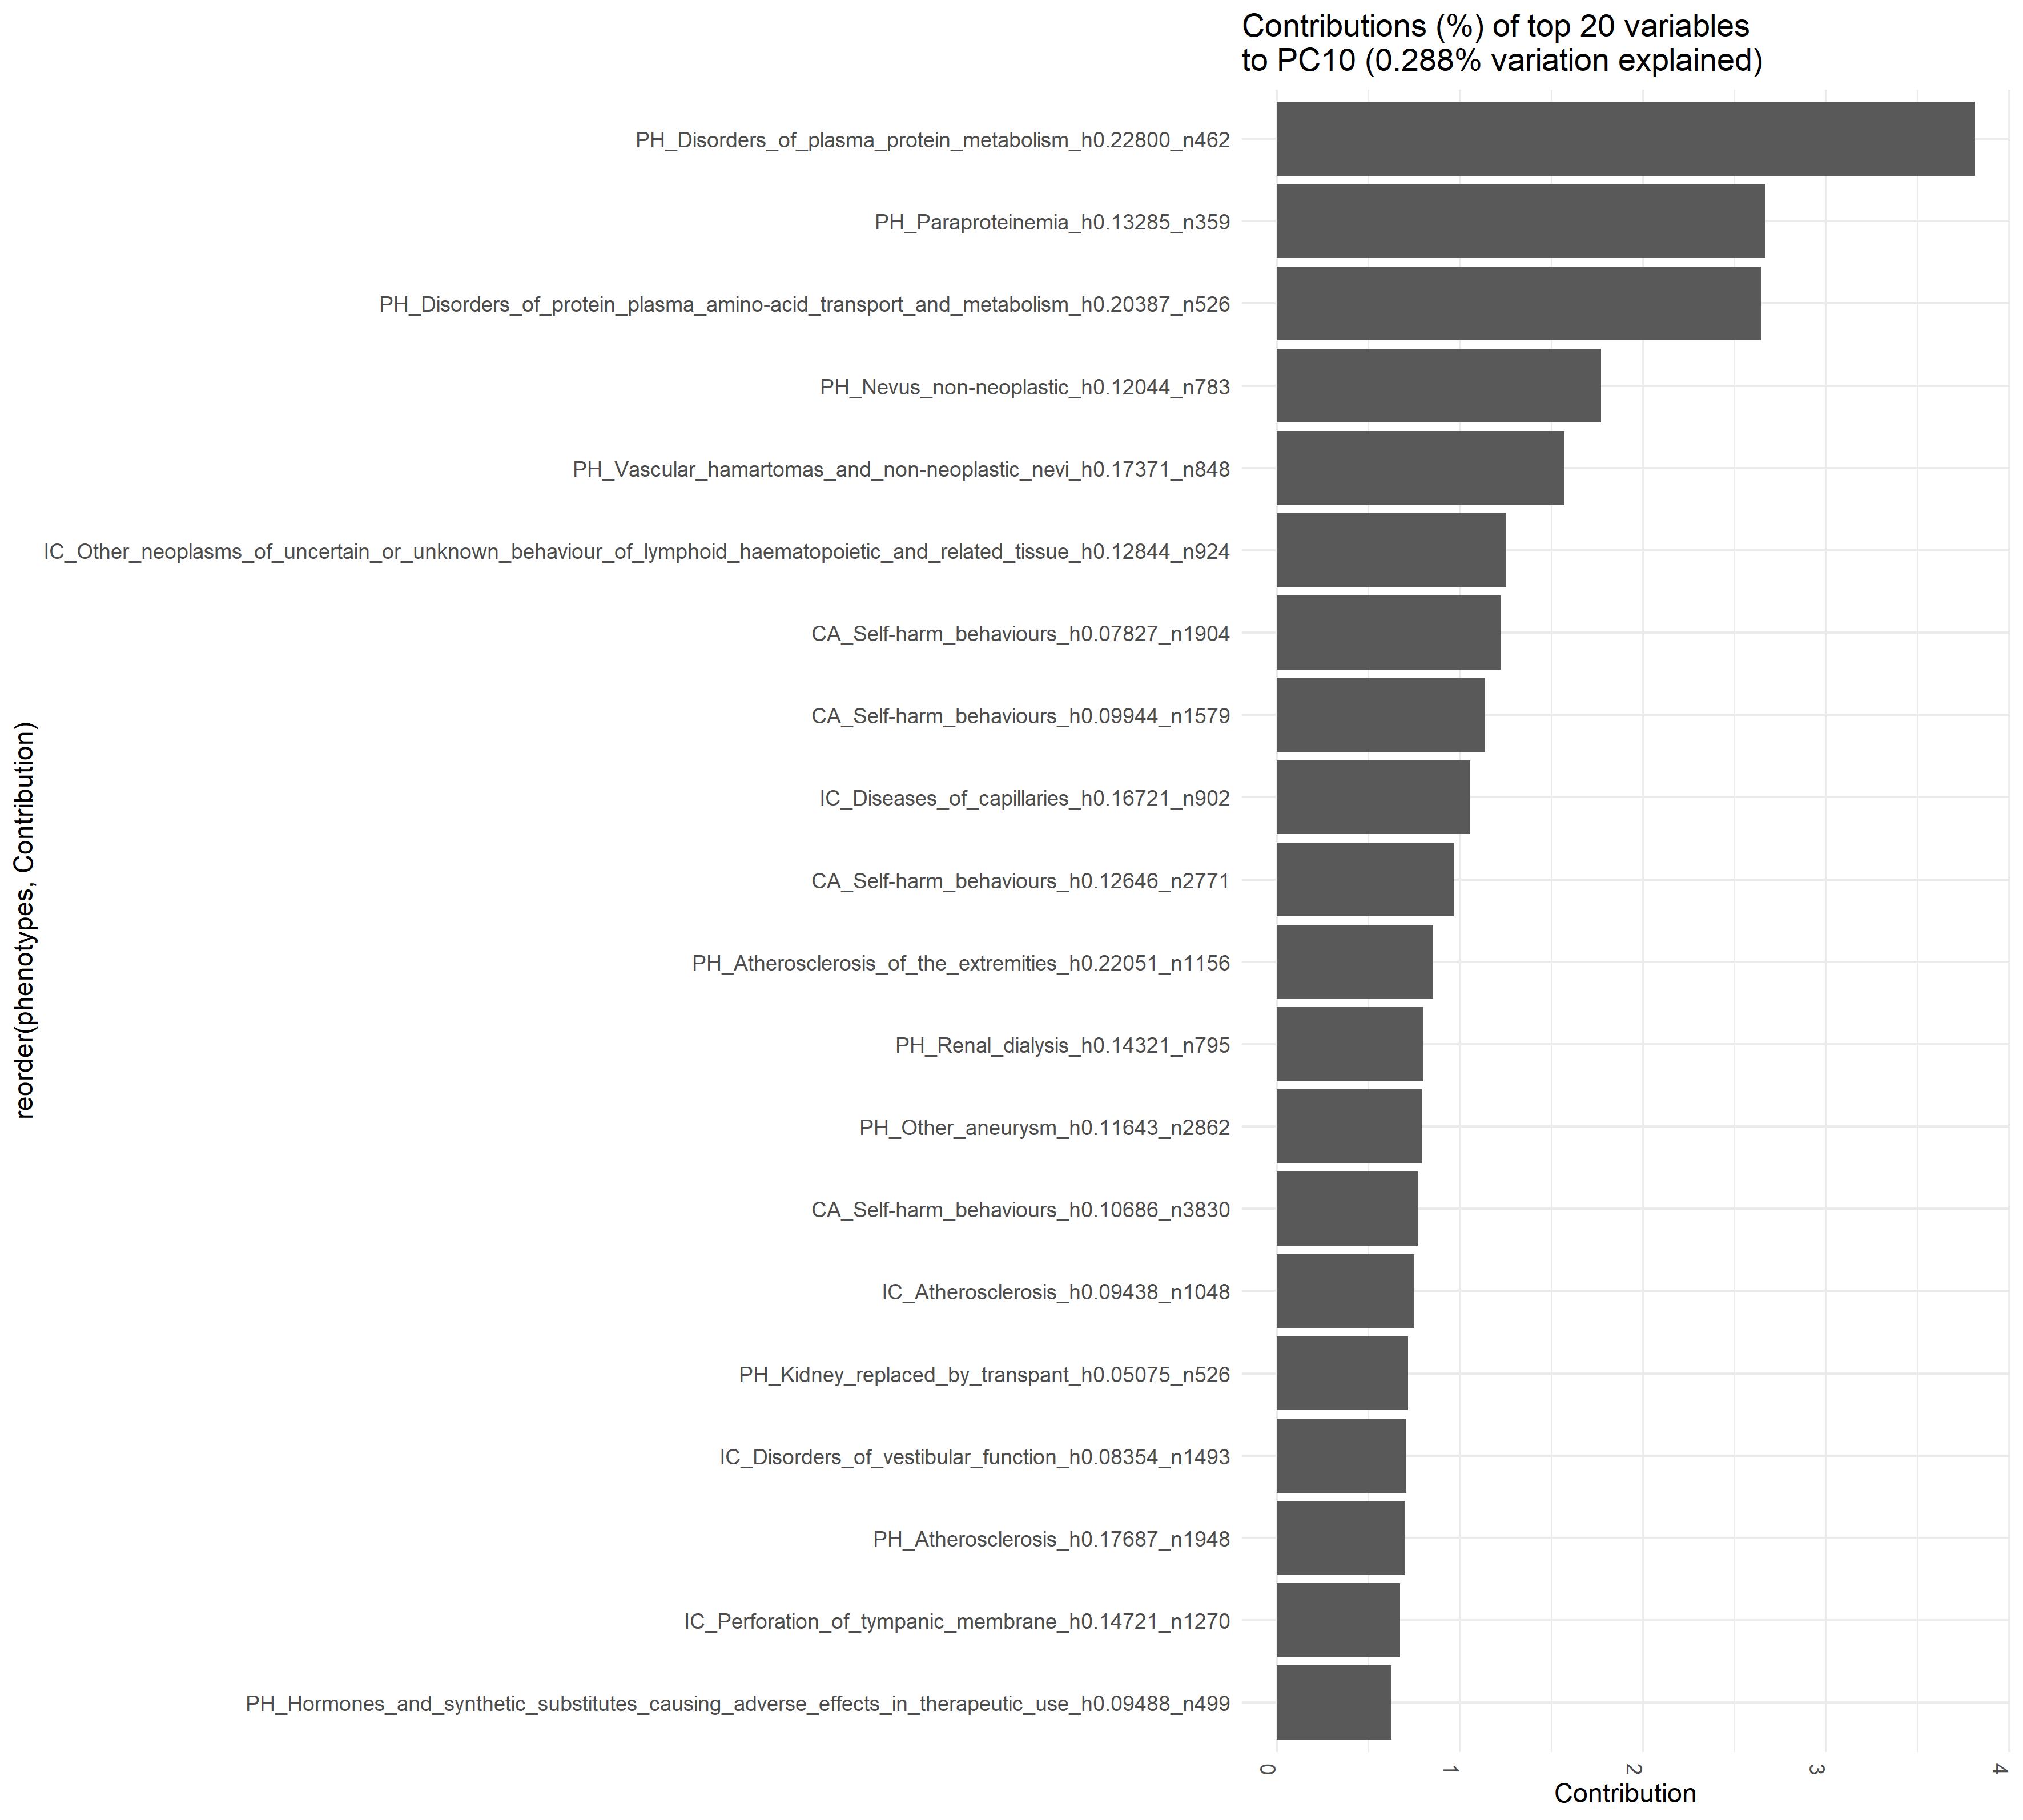 Contributions (%) of top 20 variables
to PC10 (0.288% variation explained)
PH_Disorders_of_plasma_protein_metabolism_h0.22800_n462
PH_Paraproteinemia_h0.13285_n359
PH_Disorders_of_protein_plasma_amino-acid_transport_and_metabolism_h0.20387_n526
PH_Nevus_non-neoplastic_h0.12044_n783
PH_Vascular_hamartomas_and_non-neoplastic_nevi_h0.17371_n848
IC_Other_neoplasms_of_uncertain_or_unknown_behaviour_of_lymphoid_haematopoietic_and_related_tissue_h0.12844_n924
CA_Self-harm_behaviours_h0.07827_n1904
CA_Self-harm_behaviours_h0.09944_n1579
IC_Diseases_of_capillaries_h0.16721_n902
CA_Self-harm_behaviours_h0.12646_n2771
PH_Atherosclerosis_of_the_extremities_h0.22051_n1156
PH_Renal_dialysis_h0.14321_n795
PH_Other_aneurysm_h0.11643_n2862
CA_Self-harm_behaviours_h0.10686_n3830
IC_Atherosclerosis_h0.09438_n1048
PH_Kidney_replaced_by_transpant_h0.05075_n526
IC_Disorders_of_vestibular_function_h0.08354_n1493
PH_Atherosclerosis_h0.17687_n1948
IC_Perforation_of_tympanic_membrane_h0.14721_n1270
PH_Hormones_and_synthetic_substitutes_causing_adverse_effects_in_therapeutic_use_h0.09488_n499
reorder(phenotypes, Contribution)
0 1 2 3 4
Contribution